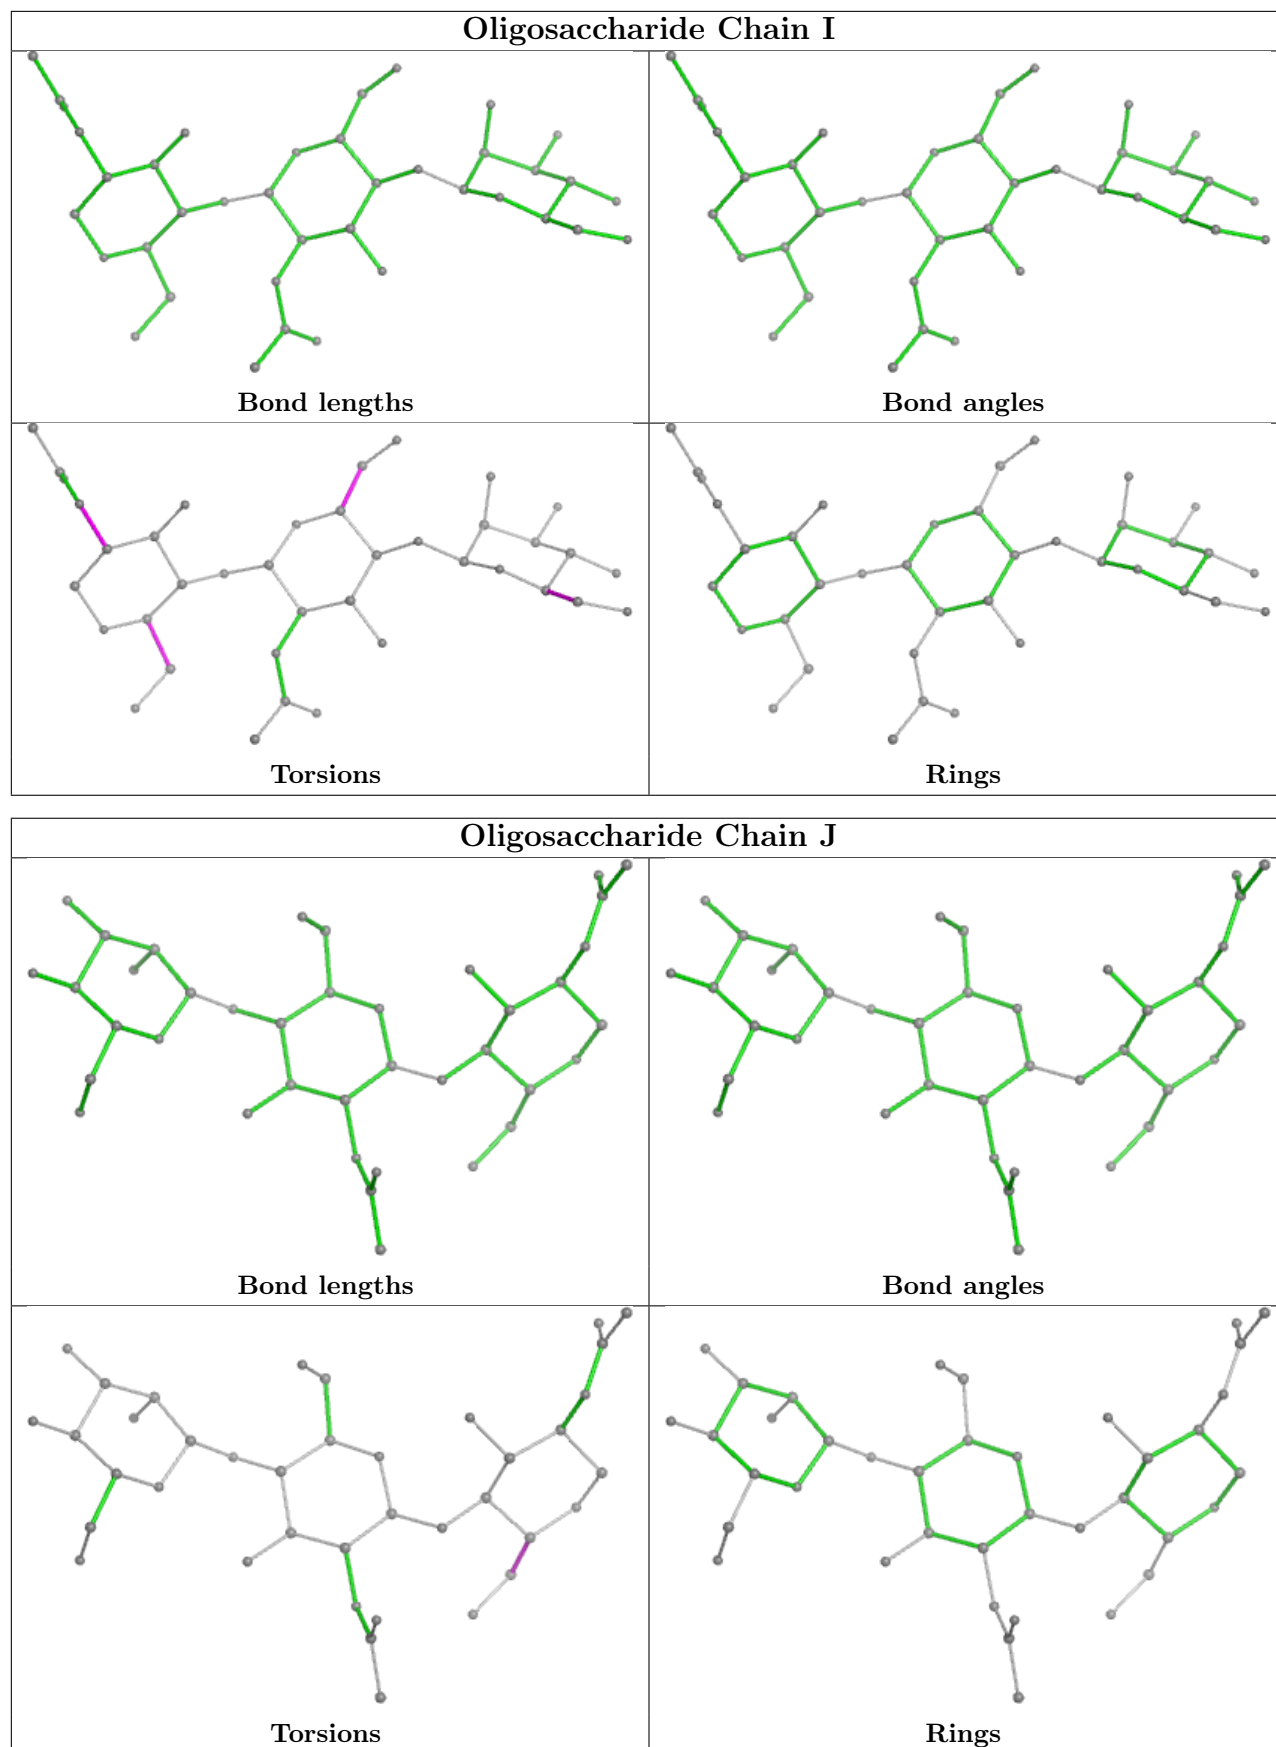 Oligosaccharide Chain I
Bond lengths
Bond angles
Torsions
Rings
Oligosaccharide Chain J
Bond lengths
Bond angles
Torsions
Rings